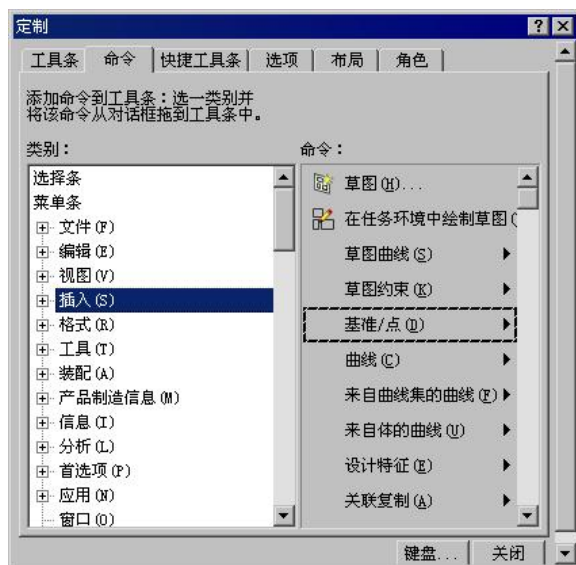 定制
工具条 命令 快捷工具条 选项 布局 角色
添加命令到工具条：选一类别并
将该命令从对话框拖到工具条中。
类别：
选择条
菜单条
文件(F)
编辑(E)
视图(V)
插入(S)
格式(R)
工具(T)
装配(A)
产品制造信息(M)
信息(I)
分析(L)
首选项(P)
应用(N)
窗口(O)
命令：
草图(H)...
在任务环境中绘制草图(
草图曲线(S)
草图约束(K)
基准/点(D)
曲线(C)
来自曲线集的曲线(F)
来自体的曲线(U)
设计特征(E)
关联复制(A)
键盘... 关闭